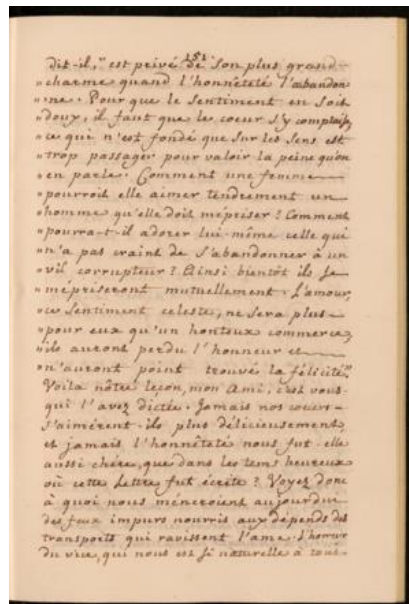 151
dit-il, "est privé de son plus grand
"charme quand l'honnêteté l'abandon
"ne. Pour que le sentiment en soit
"doux, il faut que le coeur s'y complaise,
"ce qui n'est fondé que sur les sens est
"trop passager pour valoir la peine qu'on
"en parle. Comment une femme
"pourroit elle aimer tendrement un
"homme qu'elle doit mépriser? Comment
"pourra-t-il adorer lui-même celle qui
"n'a pas craint de s'abandonner à un
"vil corrupteur? Ainsi bientôt ils se
"mépriseront mutuellement. L'amour,
"ce sentiment celeste, ne sera plus
"pour eux qu'un honteux commerce,
"ils auront perdu l'honneur et
"n'auront point trouvé la félicité."
Voila nôtre leçon, mon Ami, c'est vous
qui l'avez dictée. Jamais nos coeurs
s'aimérent-ils plus délicieusement,
et jamais l'honnêteté nous fut-elle
aussi chére, que dans les tems heureux
où cette Lettre fut écrite? Voyez donc
à quoi nous méneroient aujourdui
des feux impurs nourris aux dépends des
transports qui ravissent l'ame. L'horreur
du vice, qui nous est si naturelle à tous